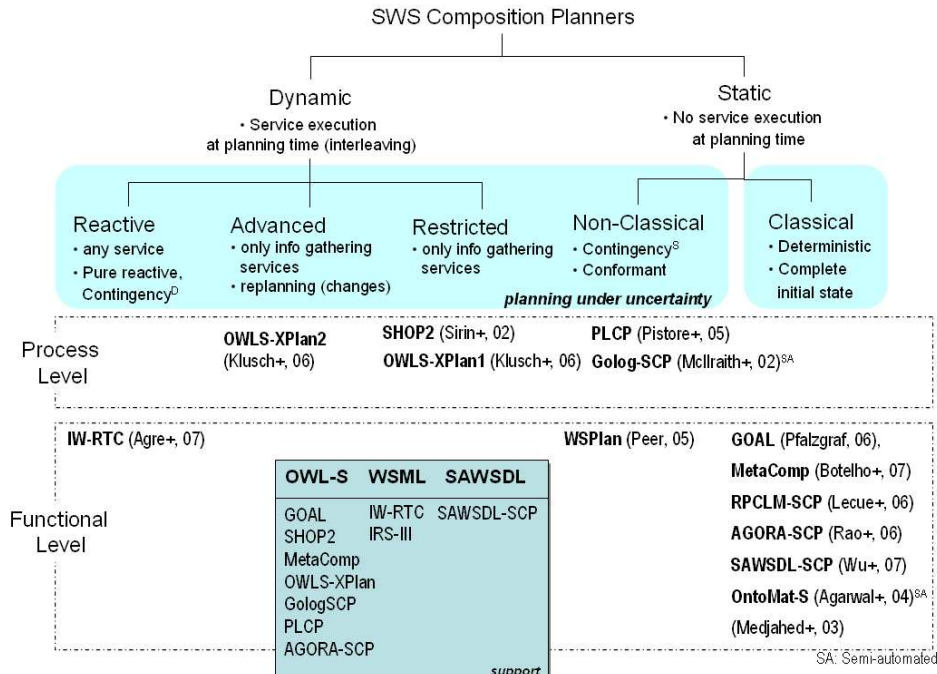 SWS Composition Planners
Dynamic
• Service execution
at planning time (interleaving)
Static
• No service execution
at planning time
Reactive
• any service
• Pure reactive,
Contingency^D
Advanced
• only info gathering
services
• replanning (changes)
Restricted
• only info gathering
services
Non-Classical
• Contingency^S
• Conformant
planning under uncertainty
Classical
• Deterministic
• Complete
initial state
Process
Level
OWLS-XPlan2
(Klusch+, 06)
SHOP2 (Sirin+, 02)
OWLS-XPlan1 (Klusch+, 06)
PLCP (Pistore+, 05)
Golog-SCP (McIlraith+, 02)^SA
Functional
Level
IW-RTC (Agre+, 07)
WSPlan (Peer, 05)
GOAL (Pfalzgraf, 06),
MetaComp (Botelho+, 07)
RPCLM-SCP (Lecue+, 06)
AGORA-SCP (Rao+, 06)
SAWSDL-SCP (Wu+, 07)
OntoMat-S (Agarwal+, 04)^SA
(Medjahed+, 03)
OWL-S WSML SAWSDL
GOAL IW-RTC SAWSDL-SCP
SHOP2 IRS-III
MetaComp
OWLS-XPlan
GologSCP
PLCP
AGORA-SCP
support
SA: Semi-automated